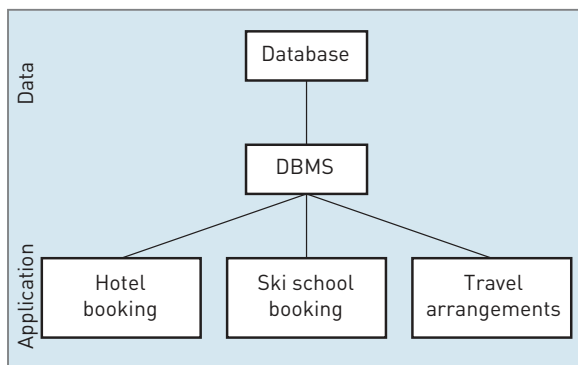 Data
Database
DBMS
Application
Hotel
booking
Ski school
booking
Travel
arrangements